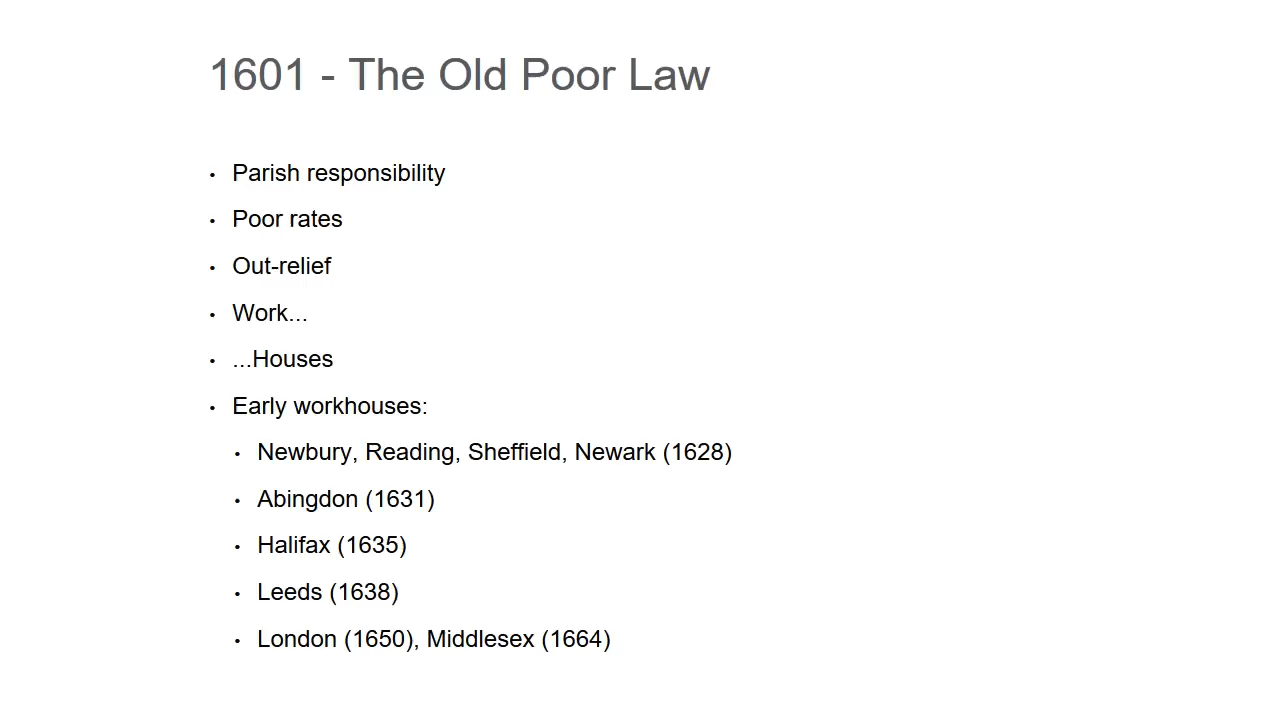 1601 - The Old Poor Law
• Parish responsibility
• Poor rates
• Out-relief
• Work...
• ...Houses
• Early workhouses:
• Newbury, Reading, Sheffield, Newark (1628)
• Abingdon (1631)
• Halifax (1635)
• Leeds (1638)
• London (1650), Middlesex (1664)